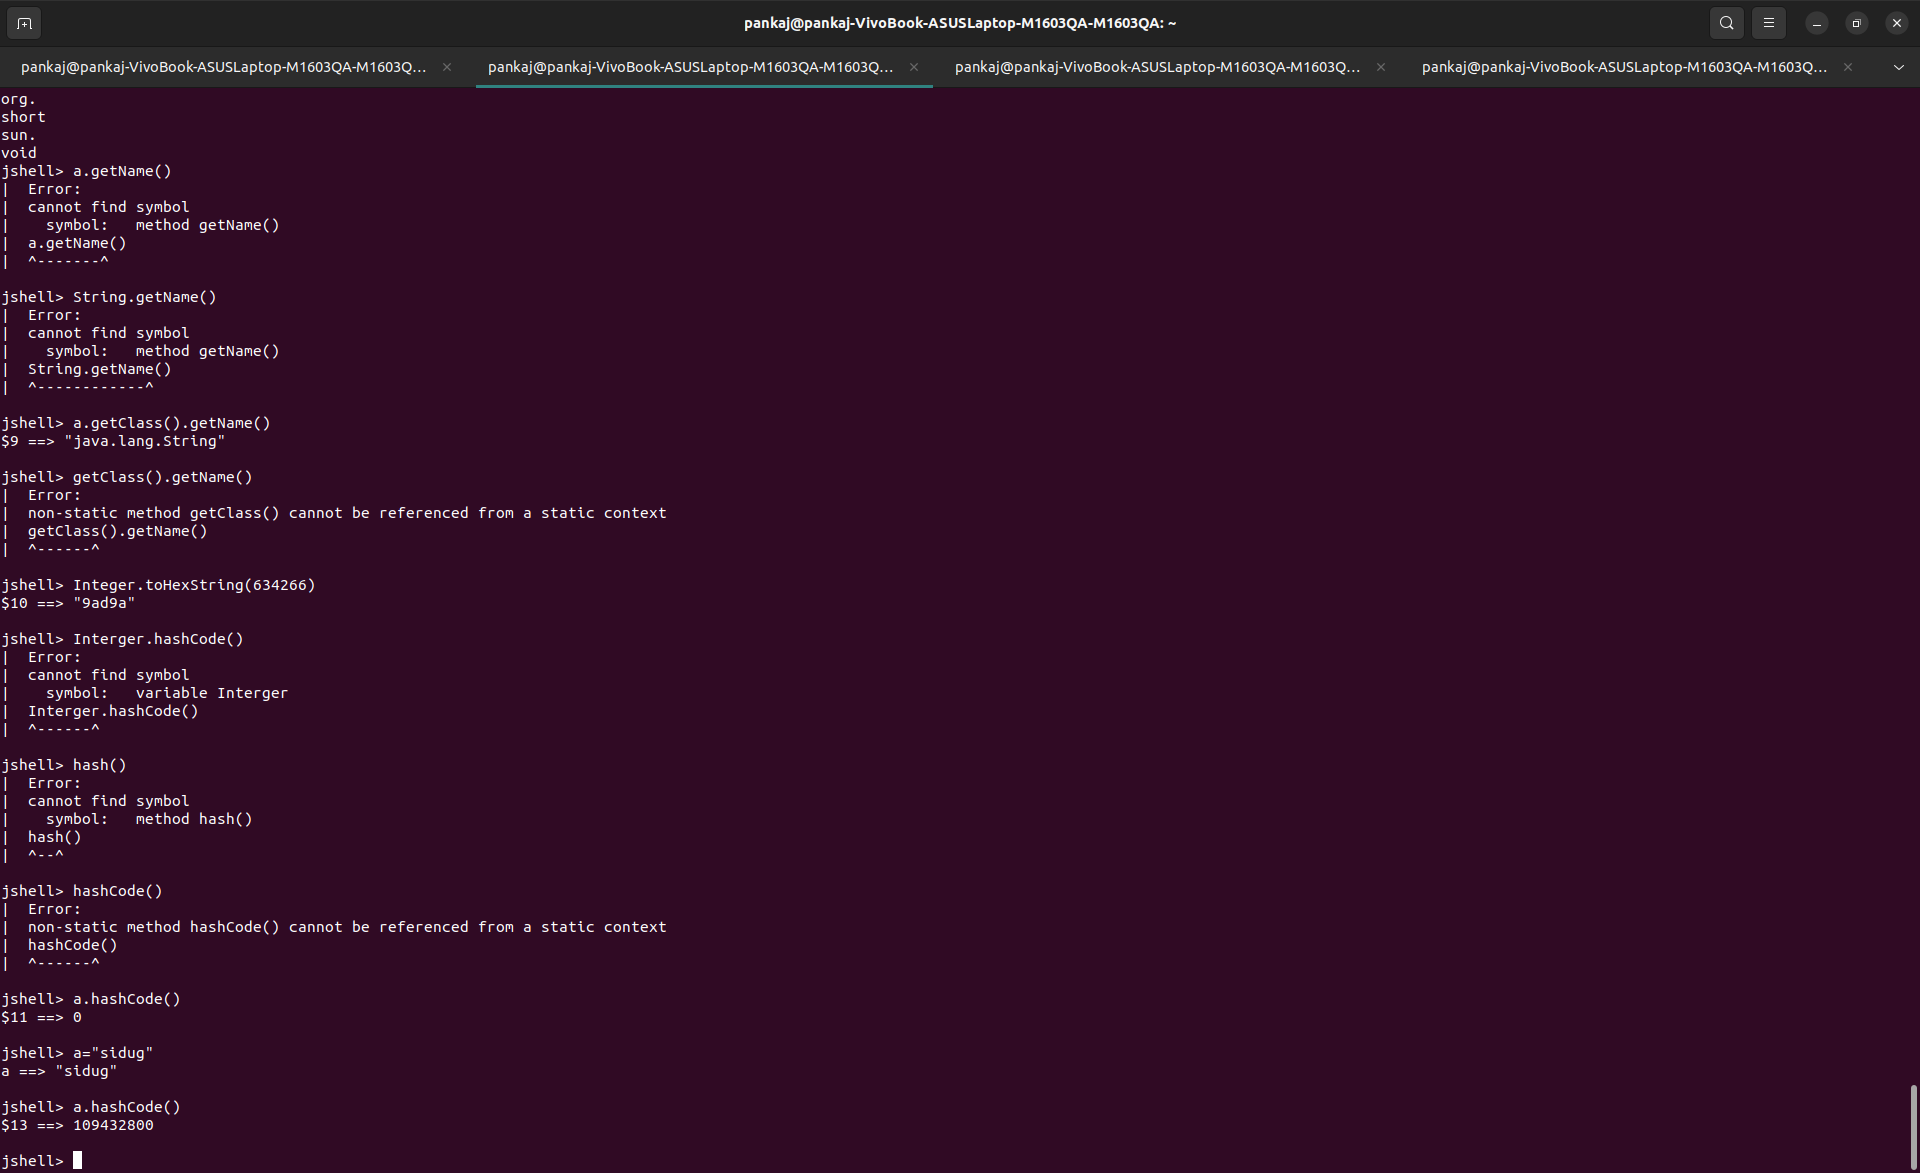 pankaj@pankaj-VivoBook-ASUSLaptop-M1603QA-M1603QA: ~
pankaj@pankaj-VivoBook-ASUSLaptop-M1603QA-M1603Q... pankaj@pankaj-VivoBook-ASUSLaptop-M1603QA-M1603Q... pankaj@pankaj-VivoBook-ASUSLaptop-M1603QA-M1603Q... pankaj@pankaj-VivoBook-ASUSLaptop-M1603QA-M1603Q...
org.
short
sun.
void
jshell> a.getName()
|  Error:
|  cannot find symbol
|    symbol:   method getName()
|  a.getName()
|  ^-------^

jshell> String.getName()
|  Error:
|  cannot find symbol
|    symbol:   method getName()
|  String.getName()
|  ^------------^

jshell> a.getClass().getName()
$9 ==> "java.lang.String"

jshell> getClass().getName()
|  Error:
|  non-static method getClass() cannot be referenced from a static context
|  getClass().getName()
|  ^------^

jshell> Integer.toHexString(634266)
$10 ==> "9ad9a"

jshell> Interger.hashCode()
|  Error:
|  cannot find symbol
|    symbol:   variable Interger
|  Interger.hashCode()
|  ^------^

jshell> hash()
|  Error:
|  cannot find symbol
|    symbol:   method hash()
|  hash()
|  ^--^

jshell> hashCode()
|  Error:
|  non-static method hashCode() cannot be referenced from a static context
|  hashCode()
|  ^------^

jshell> a.hashCode()
$11 ==> 0

jshell> a="sidug"
a ==> "sidug"

jshell> a.hashCode()
$13 ==> 109432800

jshell>